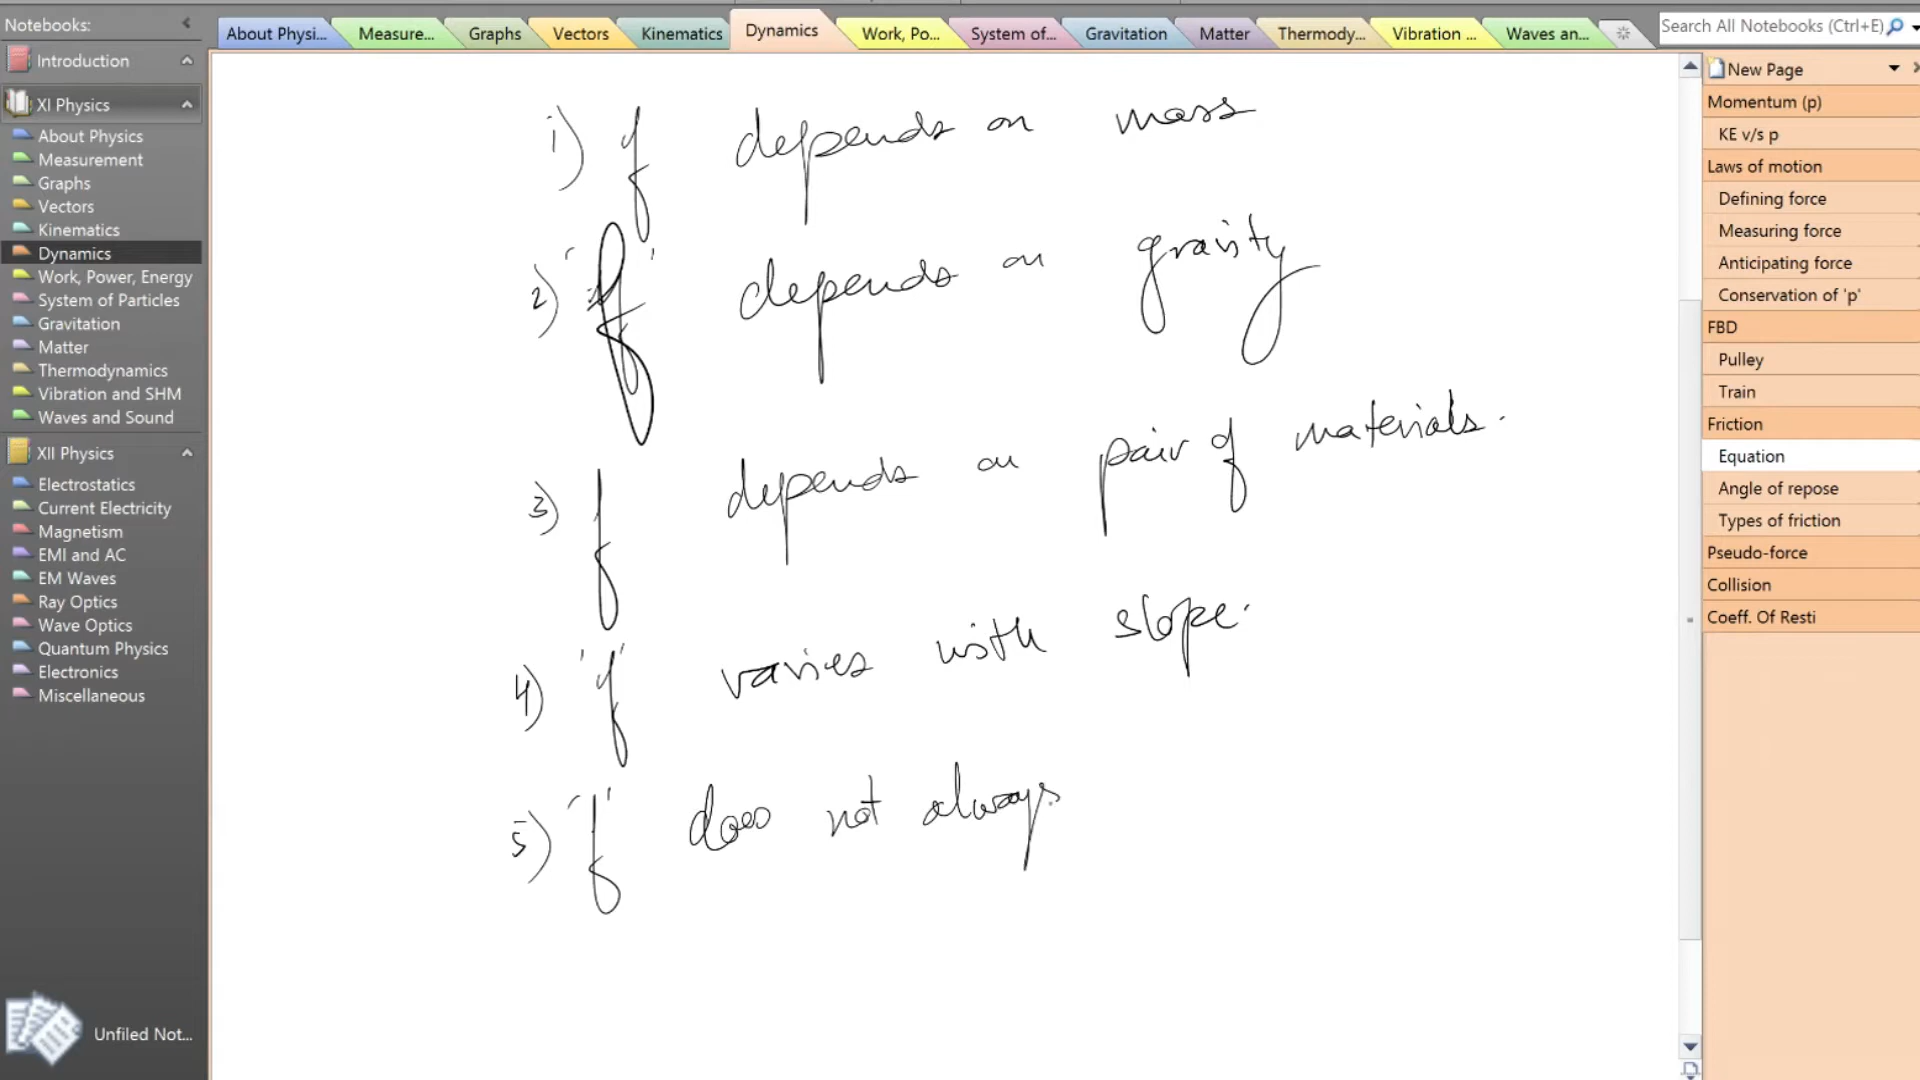 Notebooks:
Introduction
XI Physics
About Physics
Measurement
Graphs
Vectors
Kinematics
Dynamics
Work, Power, Energy
System of Particles
Gravitation
Matter
Thermodynamics
Vibration and SHM
Waves and Sound
XII Physics
Electrostatics
Current Electricity
Magnetism
EMI and AC
EM Waves
Ray Optics
Wave Optics
Quantum Physics
Electronics
Miscellaneous
Unfiled Not...
About Physi... Measure... Graphs Vectors Kinematics Dynamics Work, Po... System of... Gravitation Matter Thermody... Vibration ... Waves an...
Search All Notebooks (Ctrl+E)
1) f depends on mass
2) 'f' depends on gravity
3) f depends on pair of materials.
4) 'f' varies with slope.
5) 'f' does not always
New Page
Momentum (p)
KE v/s p
Laws of motion
Defining force
Measuring force
Anticipating force
Conservation of 'p'
FBD
Pulley
Train
Friction
Equation
Angle of repose
Types of friction
Pseudo-force
Collision
Coeff. Of Resti